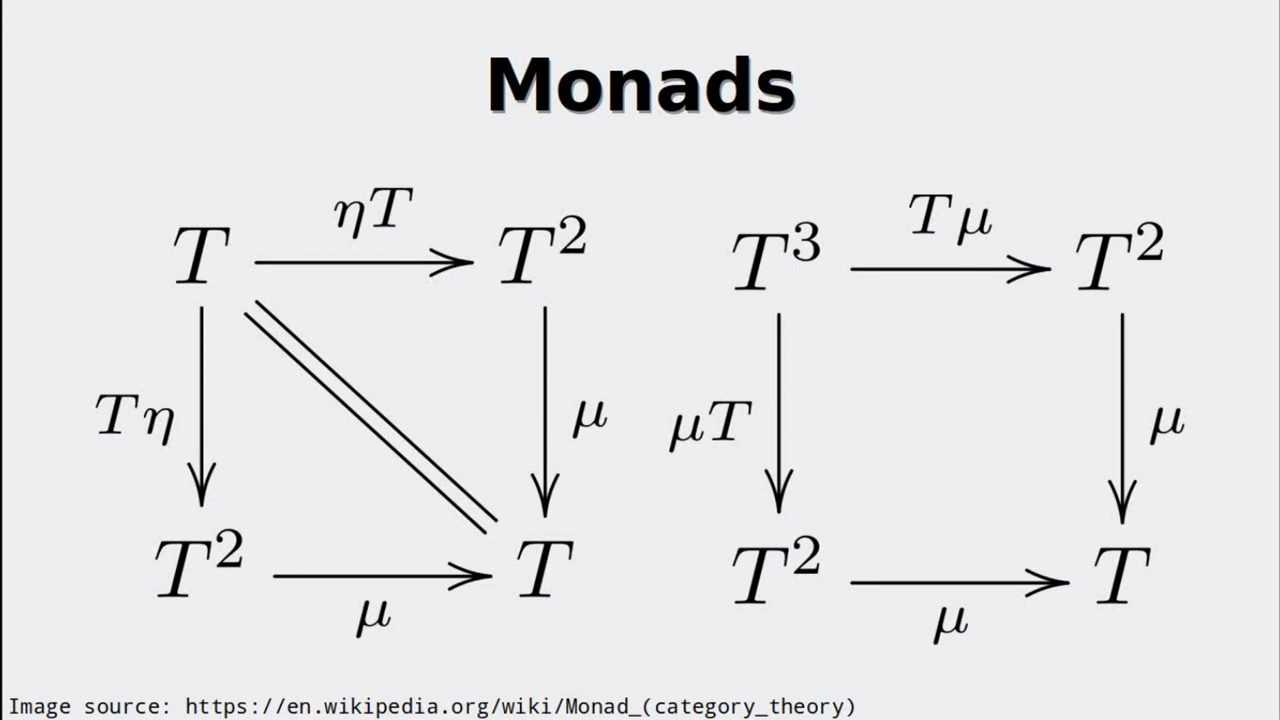 Monads
ηT
T T²
Tη μ
T² T
μ
Tμ
T³ T²
μT μ
T² T
μ
Image source: https://en.wikipedia.org/wiki/Monad_(category_theory)